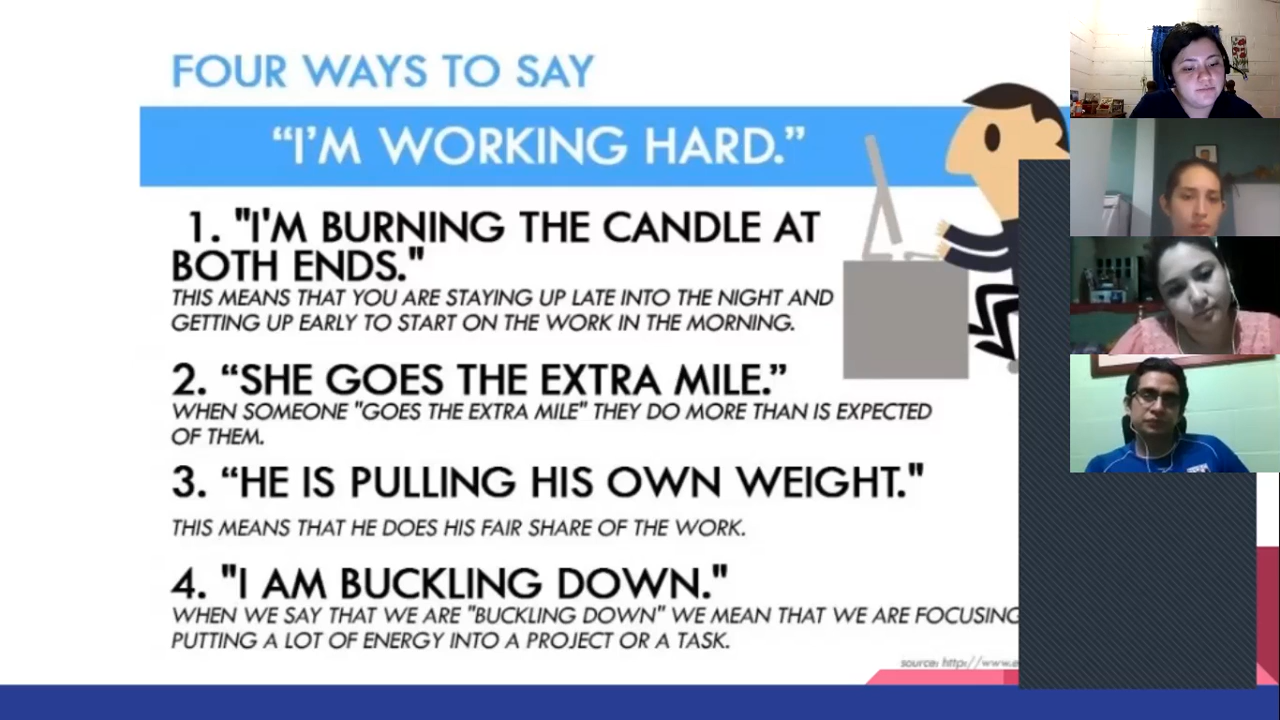 FOUR WAYS TO SAY
“I’M WORKING HARD.”
1. "I'M BURNING THE CANDLE AT
BOTH ENDS."
THIS MEANS THAT YOU ARE STAYING UP LATE INTO THE NIGHT AND
GETTING UP EARLY TO START ON THE WORK IN THE MORNING.
2. “SHE GOES THE EXTRA MILE.”
WHEN SOMEONE "GOES THE EXTRA MILE" THEY DO MORE THAN IS EXPECTED
OF THEM.
3. “HE IS PULLING HIS OWN WEIGHT."
THIS MEANS THAT HE DOES HIS FAIR SHARE OF THE WORK.
4. "I AM BUCKLING DOWN."
WHEN WE SAY THAT WE ARE "BUCKLING DOWN" WE MEAN THAT WE ARE FOCUSING
PUTTING A LOT OF ENERGY INTO A PROJECT OR A TASK.
source: http://www.e